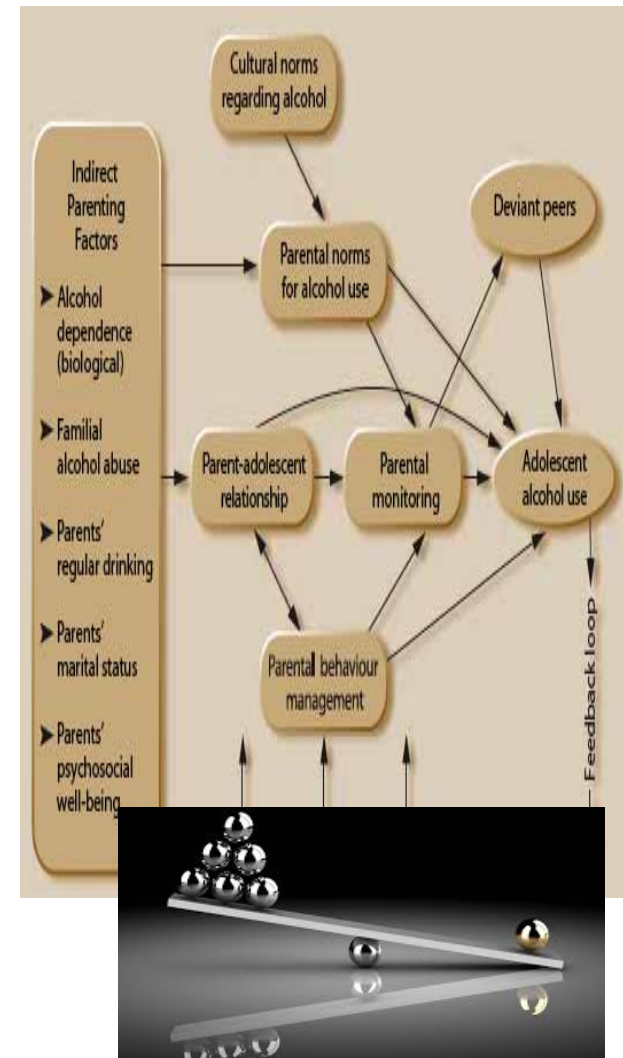 Cultural norms
regarding alcohol
Indirect
Parenting
Factors
➤ Alcohol
dependence
(biological)
➤ Familial
alcohol abuse
➤ Parents'
regular drinking
➤ Parents'
marital status
➤ Parents'
psychosocial
well-being
Deviant peers
Parental norms
for alcohol use
Parent-adolescent
relationship
Parental
monitoring
Adolescent
alcohol use
Parental behaviour
management
Feedback loop